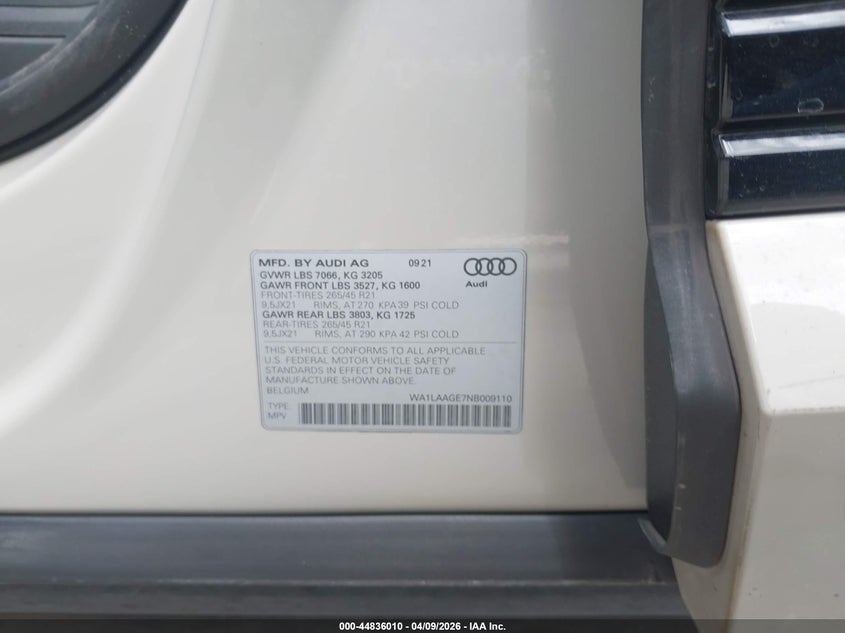 MFD. BY AUDI AG 09 21
GVWR LBS 7066, KG 3205
GAWR FRONT LBS 3527, KG 1600
FRONT-TIRES 265/45 R21
9,5JX21 RIMS, AT 270 KPA 39 PSI COLD
GAWR REAR LBS 3803, KG 1725
REAR-TIRES 265/45 R21
9,5JX21 RIMS, AT 290 KPA 42 PSI COLD
Audi
THIS VEHICLE CONFORMS TO ALL APPLICABLE
U.S. FEDERAL MOTOR VEHICLE SAFETY
STANDARDS IN EFFECT ON THE DATE OF
MANUFACTURE SHOWN ABOVE.
BELGIUM WA1LAAGE7NB009110
TYPE:
MPV
000-44836010 - 04/09/2026 - IAA Inc.